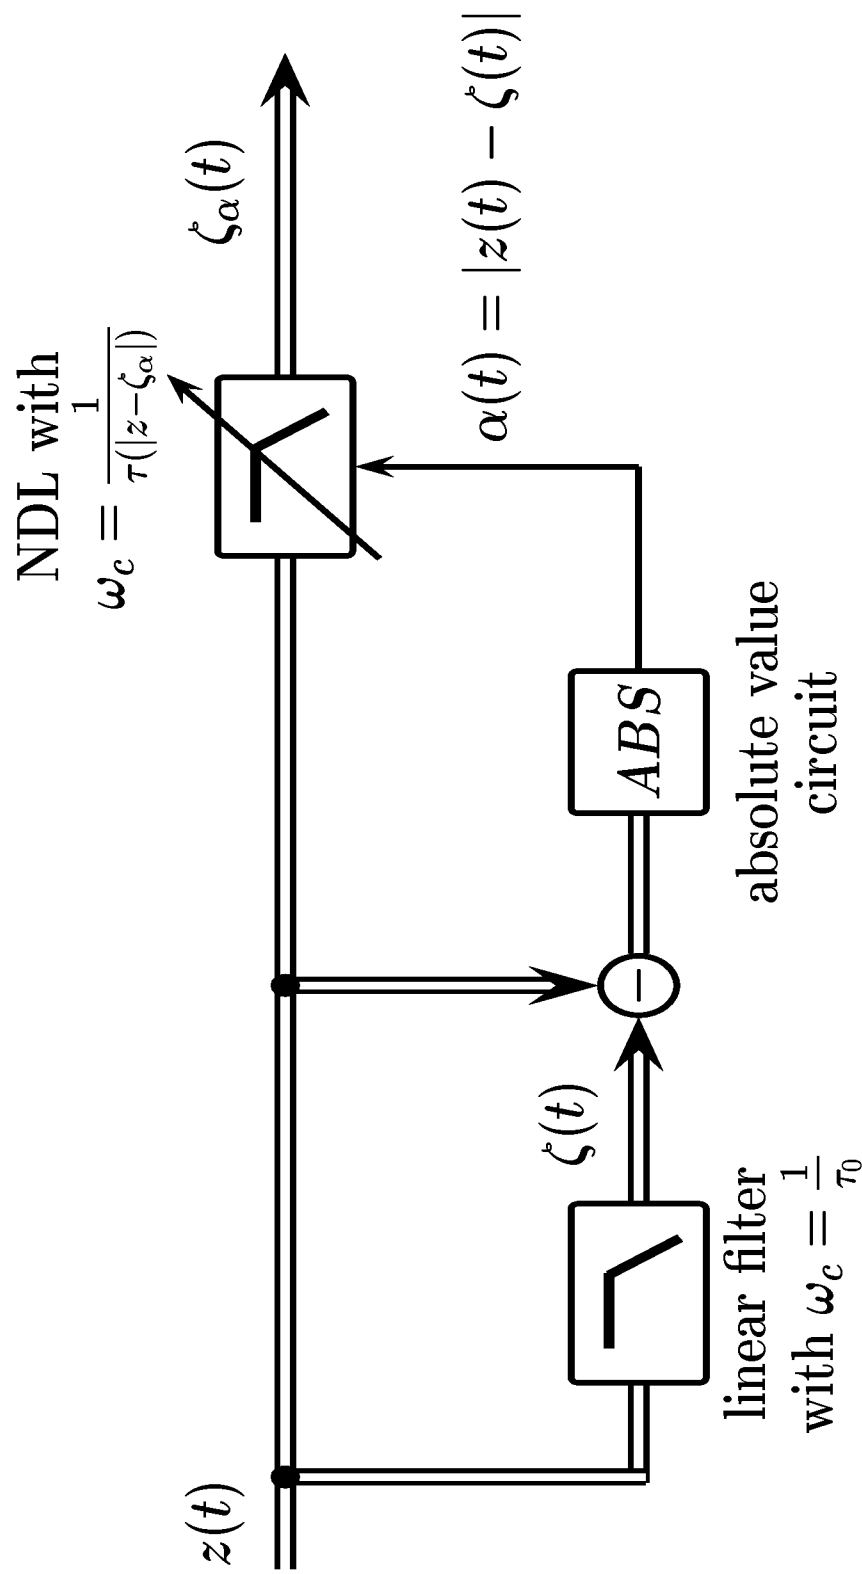 NDL with
ω_c = 1/τ(|z−ζ_α|)
z(t)
ζ_α(t)
α(t) = |z(t) − ζ(t)|
ζ(t)
−
ABS
linear filter
with ω_c = 1/τ_0
absolute value
circuit